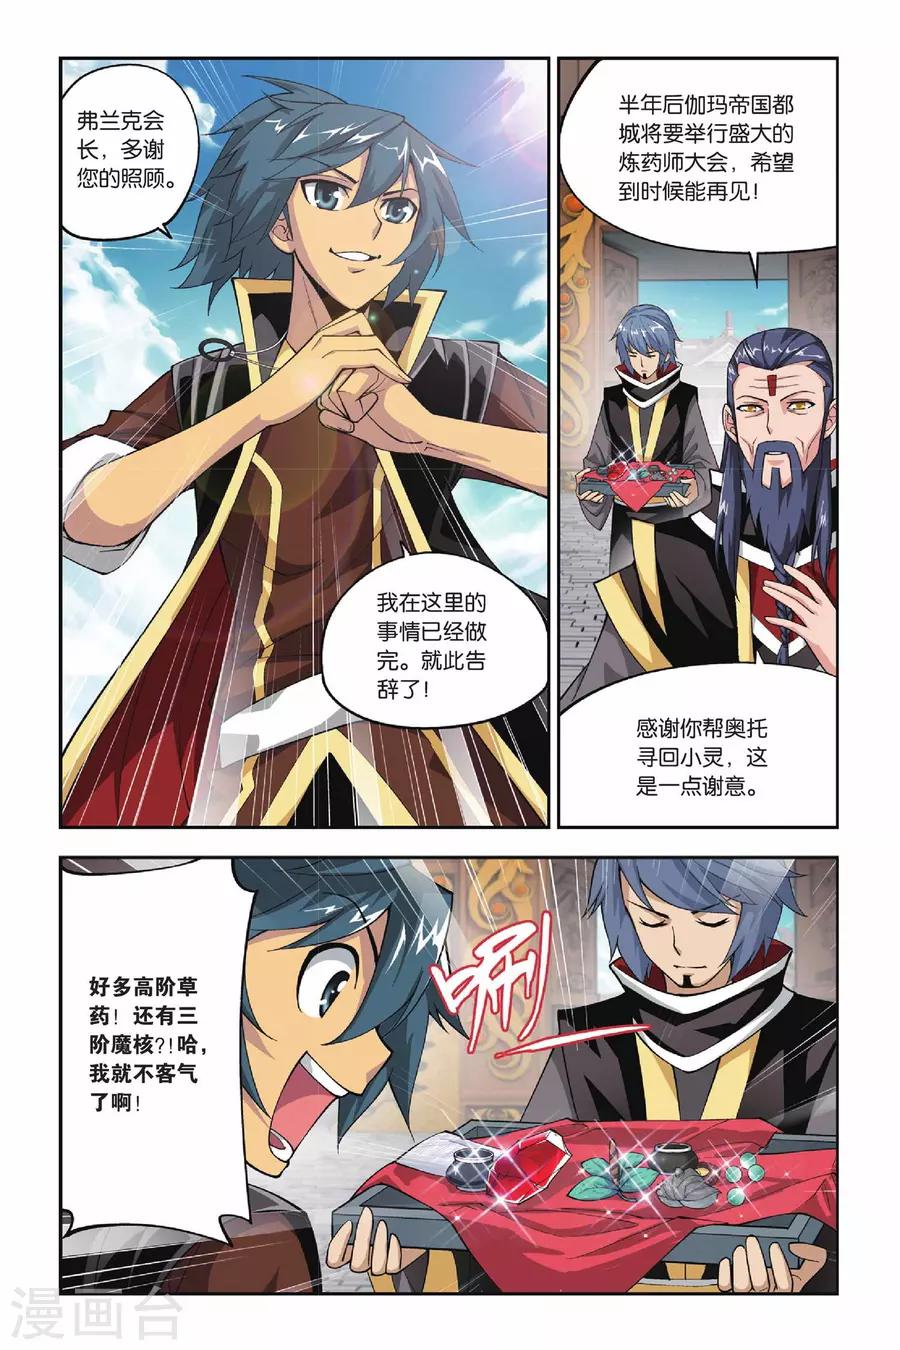 弗兰克会
长，多谢
您的照顾。
我在这里的
事情已经做
完。就此告
辞了！
半年后伽玛帝国都
城将要举行盛大的
炼药师大会，希望
到时候能再见！
感谢你帮奥托
寻回小灵，这
是一点谢意。
好多高阶草
药！还有三
阶魔核?!哈，
我就不客气
了啊！
唰
漫画台